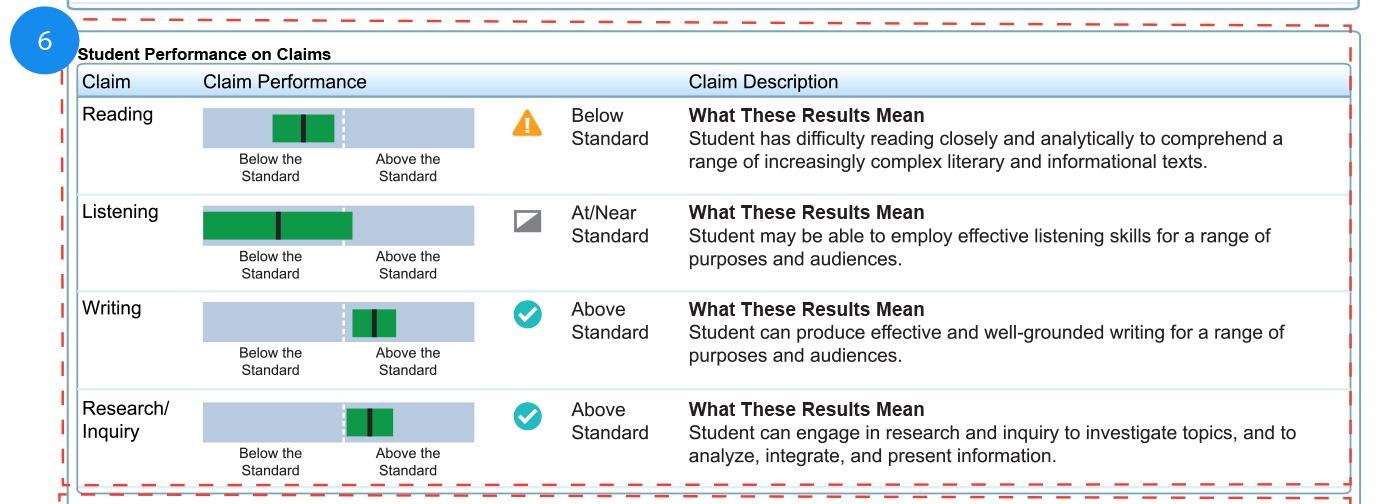 6
Student Performance on Claims
Claim Claim Performance Claim Description
Reading
Below the Standard
Above the Standard
Below Standard
What These Results Mean
Student has difficulty reading closely and analytically to comprehend a
range of increasingly complex literary and informational texts.
Listening
Below the Standard
Above the Standard
At/Near Standard
What These Results Mean
Student may be able to employ effective listening skills for a range of
purposes and audiences.
Writing
Below the Standard
Above the Standard
Above Standard
What These Results Mean
Student can produce effective and well-grounded writing for a range of
purposes and audiences.
Research/
Inquiry
Below the Standard
Above the Standard
Above Standard
What These Results Mean
Student can engage in research and inquiry to investigate topics, and to
analyze, integrate, and present information.